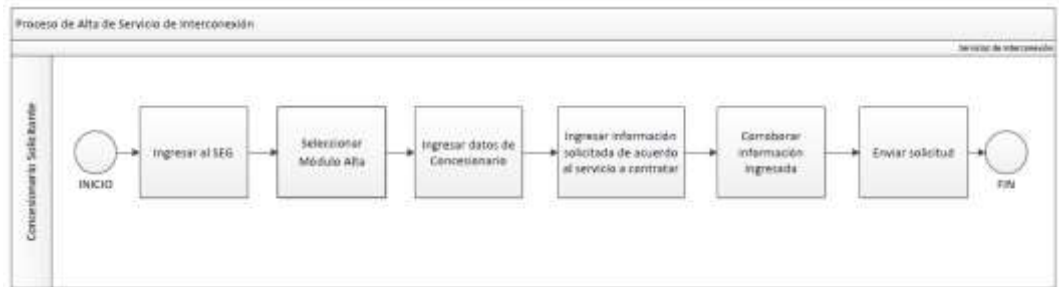 Proceso de Alta de Servicio de Interconexión
Servicios de Interconexión
Concesionario Solicitante
INICIO
Ingresar al SEG
Seleccionar
Módulo Alta
Ingresar datos de
Concesionario
Ingresar información
solicitada de acuerdo
al servicio a contratar
Corroborar
información
ingresada
Enviar solicitud
FIN